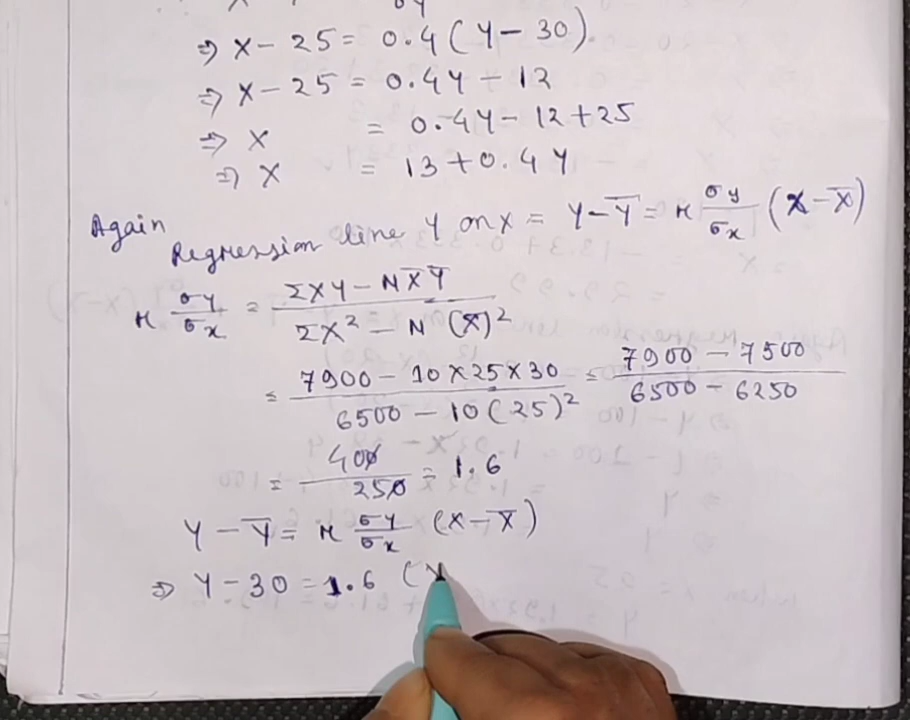 ⇒ X - 25 = 0.4 (Y - 30)
⇒ X - 25 = 0.4Y - 12
⇒ X = 0.4Y - 12 + 25
⇒ X = 13 + 0.4Y
Again
Regression line Y on X = Y - Y̅ = r σy/σx (X - X̅)
r σy/σx = ΣXY - N X̅ Y̅ / ΣX² - N (X̅)²
= 7900 - 10 X 25 X 30 / 6500 - 10 (25)² = 7900 - 7500 / 6500 - 6250
= 400 / 250 = 1.6
Y - Y̅ = r σy/σx (X - X̅)
⇒ Y - 30 = 1.6 (